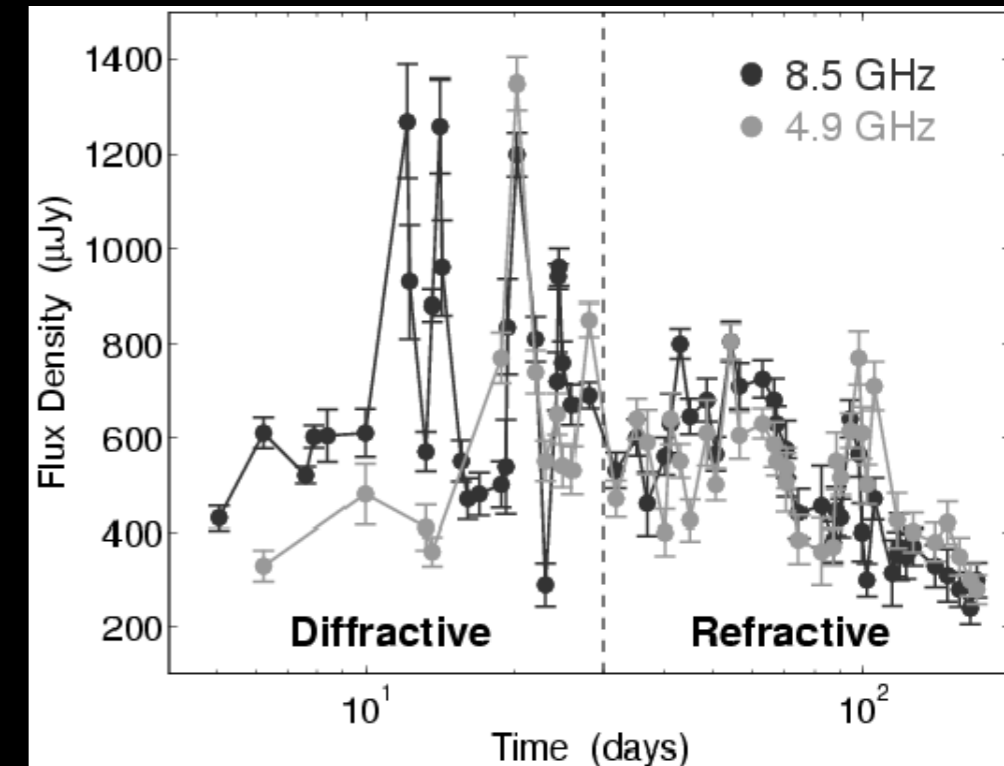 1400
1200
1000
800
600
400
200
Flux Density (μJy)
8.5 GHz
4.9 GHz
Diffractive
Refractive
10¹
10²
Time (days)